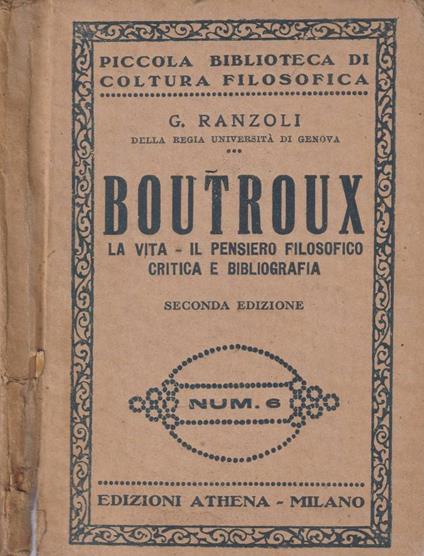 PICCOLA BIBLIOTECA DI
COLTURA FILOSOFICA
G. RANZOLI
DELLA REGIA UNIVERSITÀ DI GENOVA
BOUTROUX
LA VITA - IL PENSIERO FILOSOFICO
CRITICA E BIBLIOGRAFIA
SECONDA EDIZIONE
NUM. 6
EDIZIONI ATHENA - MILANO